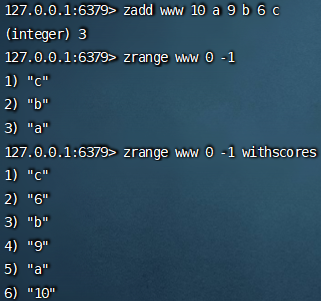 127.0.0.1:6379> zadd www 10 a 9 b 6 c
(integer) 3
127.0.0.1:6379> zrange www 0 -1
1) "c"
2) "b"
3) "a"
127.0.0.1:6379> zrange www 0 -1 withscores
1) "c"
2) "6"
3) "b"
4) "9"
5) "a"
6) "10"